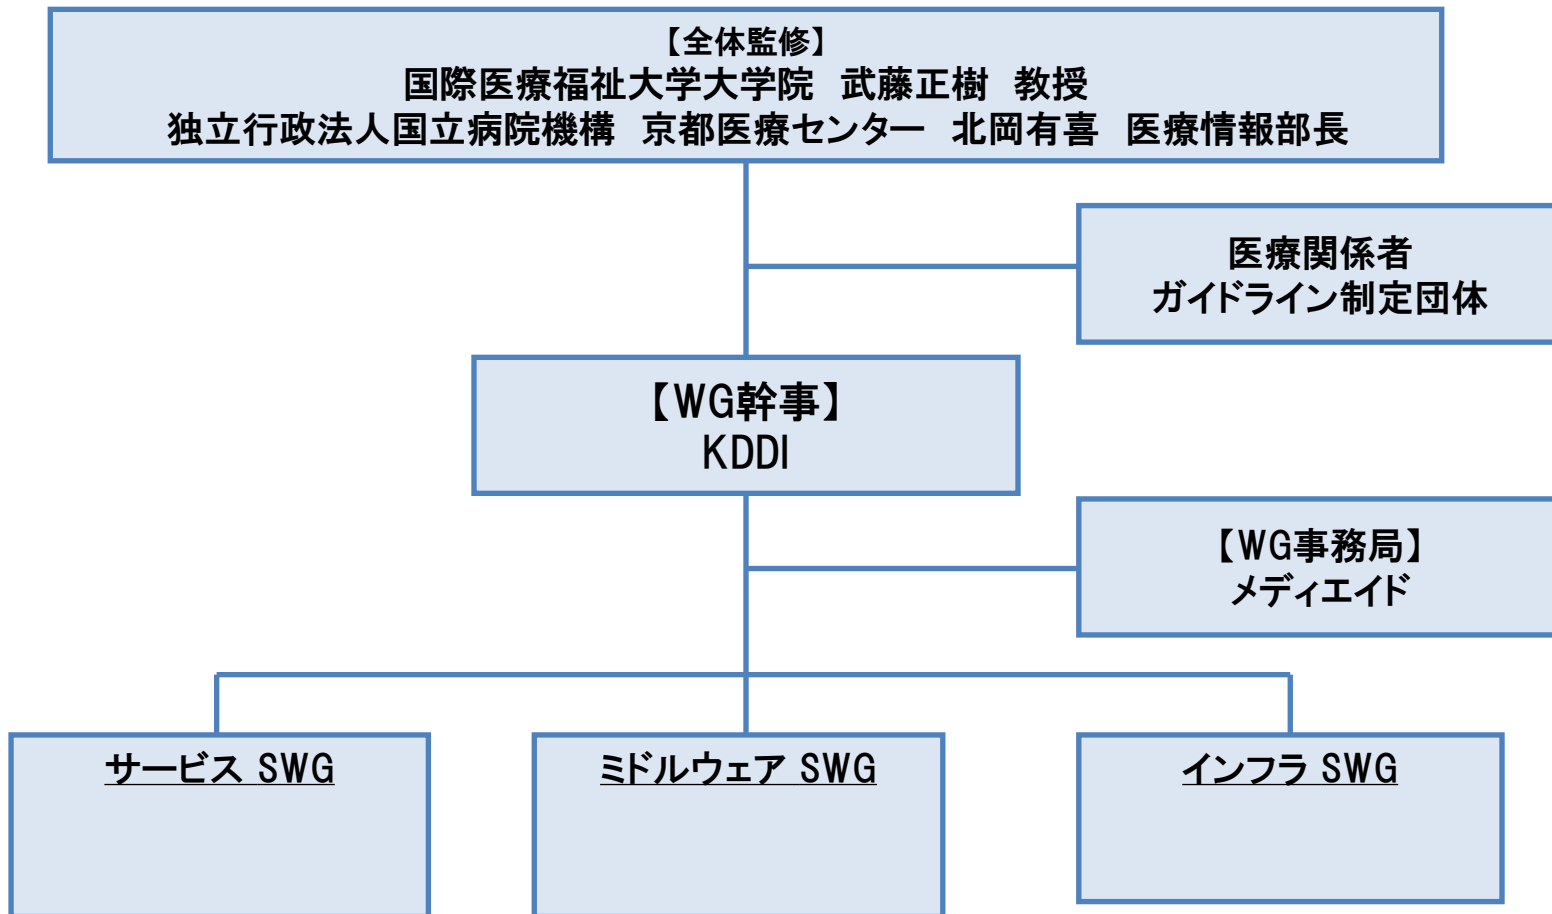 【全体監修】
国際医療福祉大学大学院　武藤正樹　教授
独立行政法人国立病院機構　京都医療センター　北岡有喜　医療情報部長
医療関係者
ガイドライン制定団体
【WG幹事】
KDDI
【WG事務局】
メディエイド
サービス SWG
ミドルウェア SWG
インフラ SWG